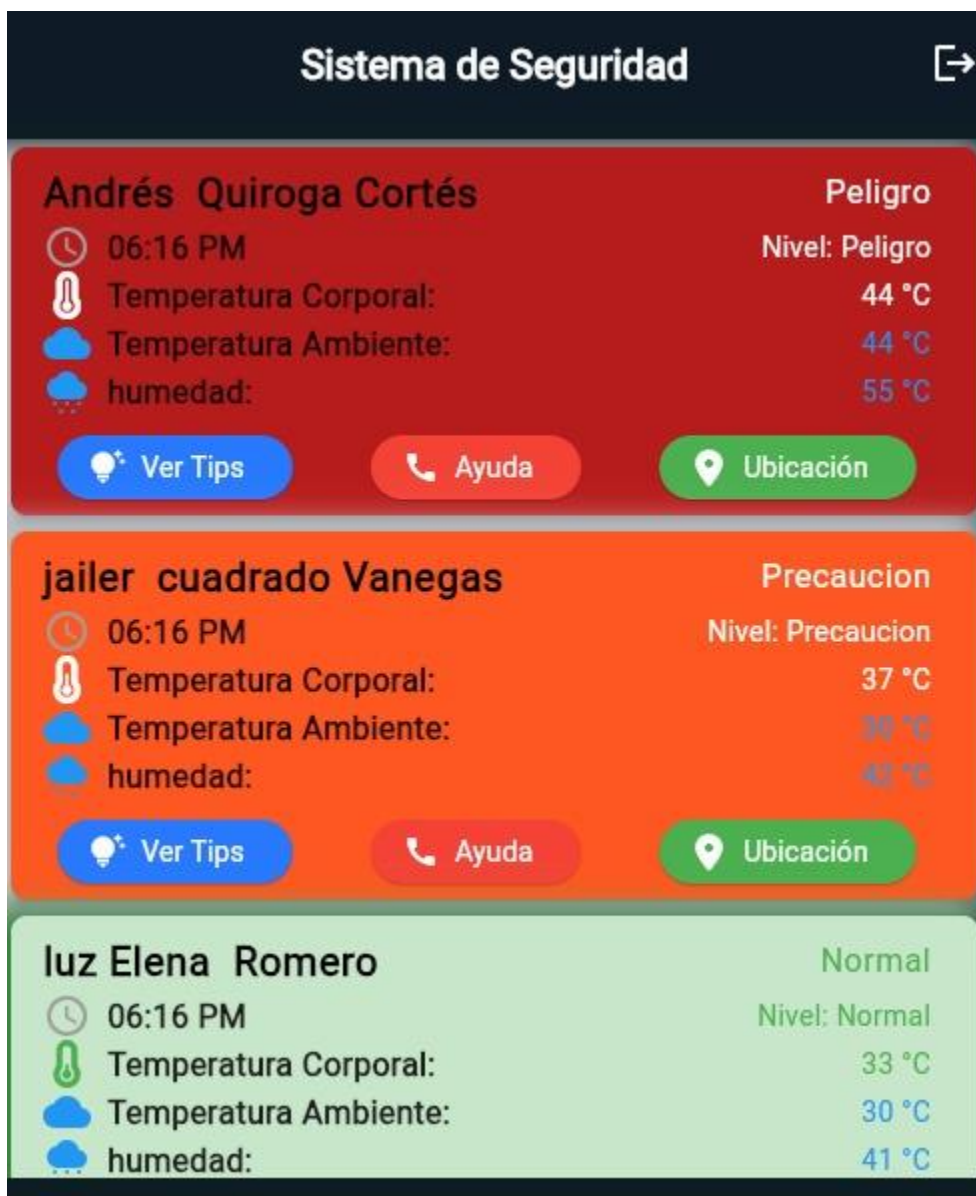 Sistema de Seguridad
Andrés Quiroga Cortés Peligro
06:16 PM Nivel: Peligro
Temperatura Corporal: 44 °C
Temperatura Ambiente: 44 °C
humedad: 55 °C
Ver Tips Ayuda Ubicación
jailer cuadrado Vanegas Precaucion
06:16 PM Nivel: Precaucion
Temperatura Corporal: 37 °C
Temperatura Ambiente: 30 °C
humedad: 42 °C
Ver Tips Ayuda Ubicación
luz Elena Romero Normal
06:16 PM Nivel: Normal
Temperatura Corporal: 33 °C
Temperatura Ambiente: 30 °C
humedad: 41 °C